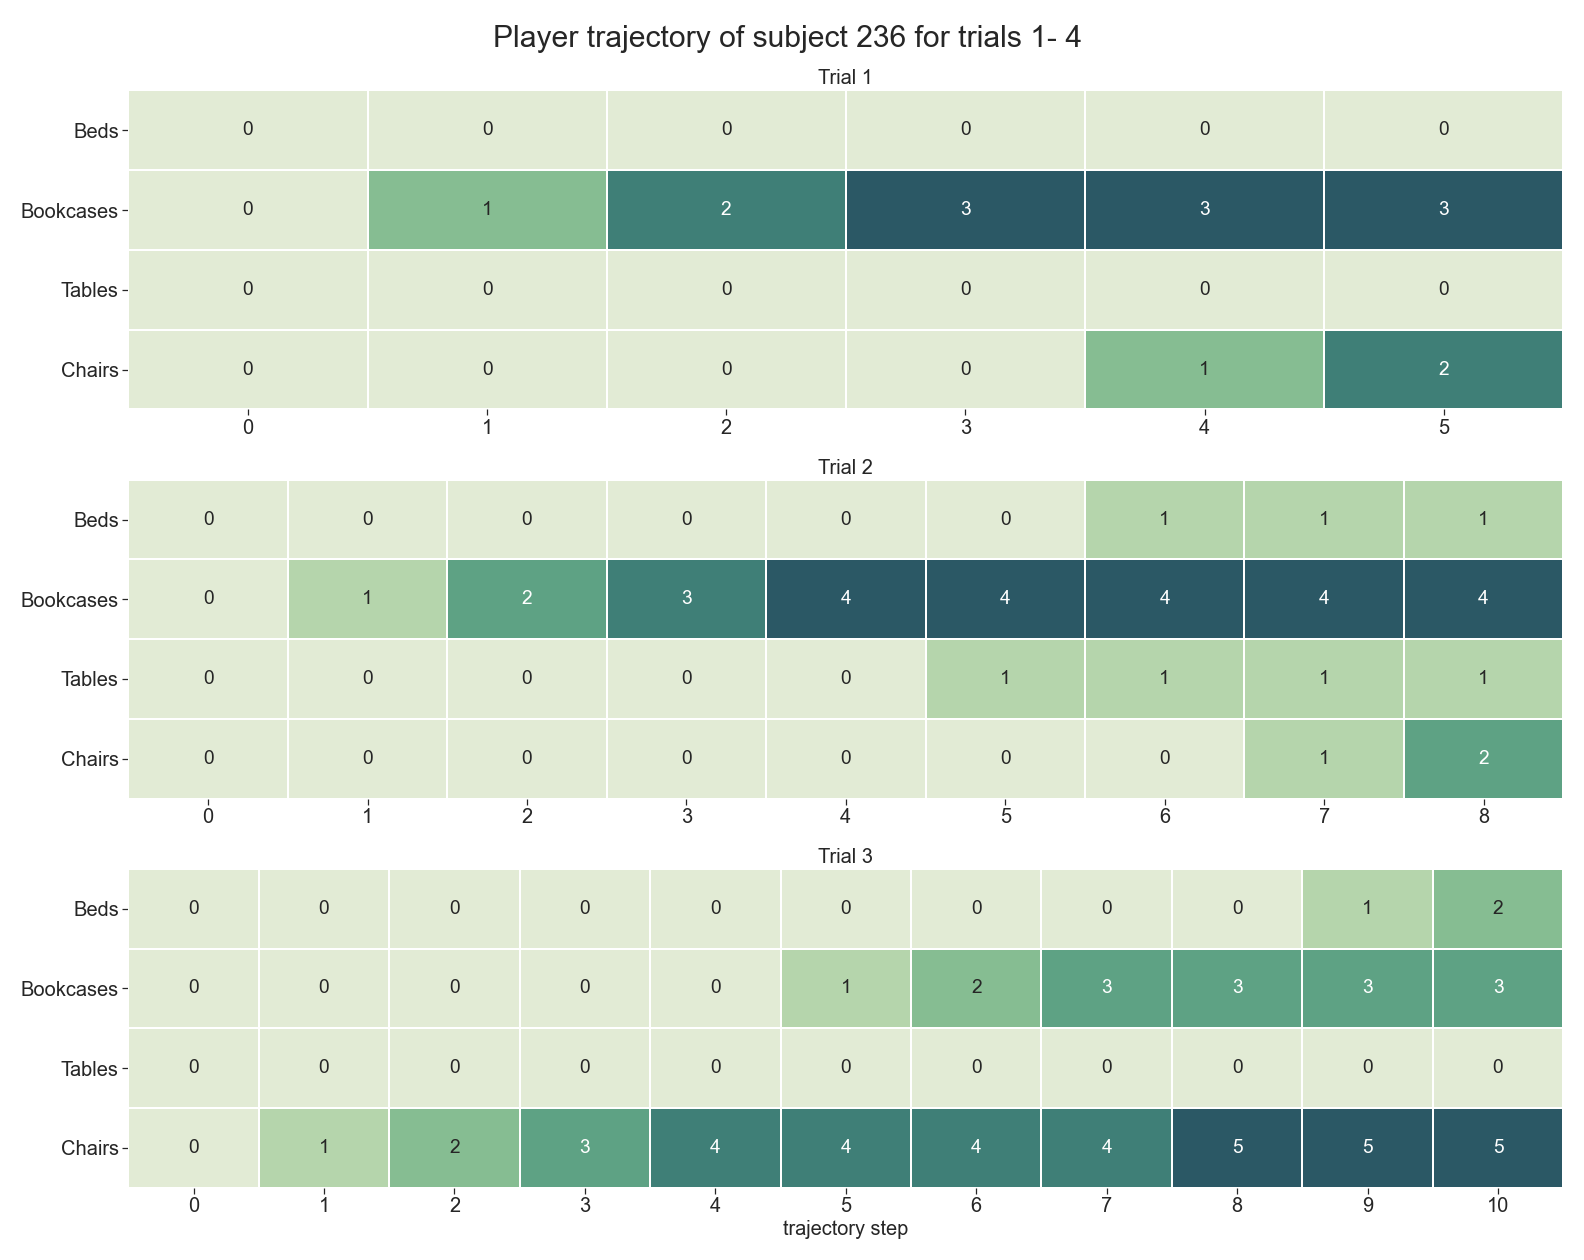 Player trajectory of subject 236 for trials 1- 4
Trial 1
Beds 0 0 0 0 0 0
Bookcases 0 1 2 3 3 3
Tables 0 0 0 0 0 0
Chairs 0 0 0 0 1 2
0 1 2 3 4 5
Trial 2
Beds 0 0 0 0 0 0 1 1 1
Bookcases 0 1 2 3 4 4 4 4 4
Tables 0 0 0 0 0 1 1 1 1
Chairs 0 0 0 0 0 0 0 1 2
0 1 2 3 4 5 6 7 8
Trial 3
Beds 0 0 0 0 0 0 0 0 0 1 2
Bookcases 0 0 0 0 0 1 2 3 3 3 3
Tables 0 0 0 0 0 0 0 0 0 0 0
Chairs 0 1 2 3 4 4 4 4 5 5 5
0 1 2 3 4 5 6 7 8 9 10
trajectory step